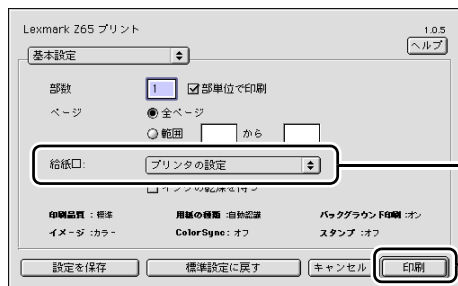 Lexmark Z65 プリント
1.0.5
ヘルプ
基本設定
部数 1 部単位で印刷
ページ 全ページ
範囲 から
給紙口: プリンタの設定
インクの乾燥を待つ
印刷品質:標準 用紙の種類:自動認識 バックグラウンド印刷:オン
イメージ:カラー ColorSync:オフ スタンプ:オフ
設定を保存 標準設定に戻す キャンセル 印刷